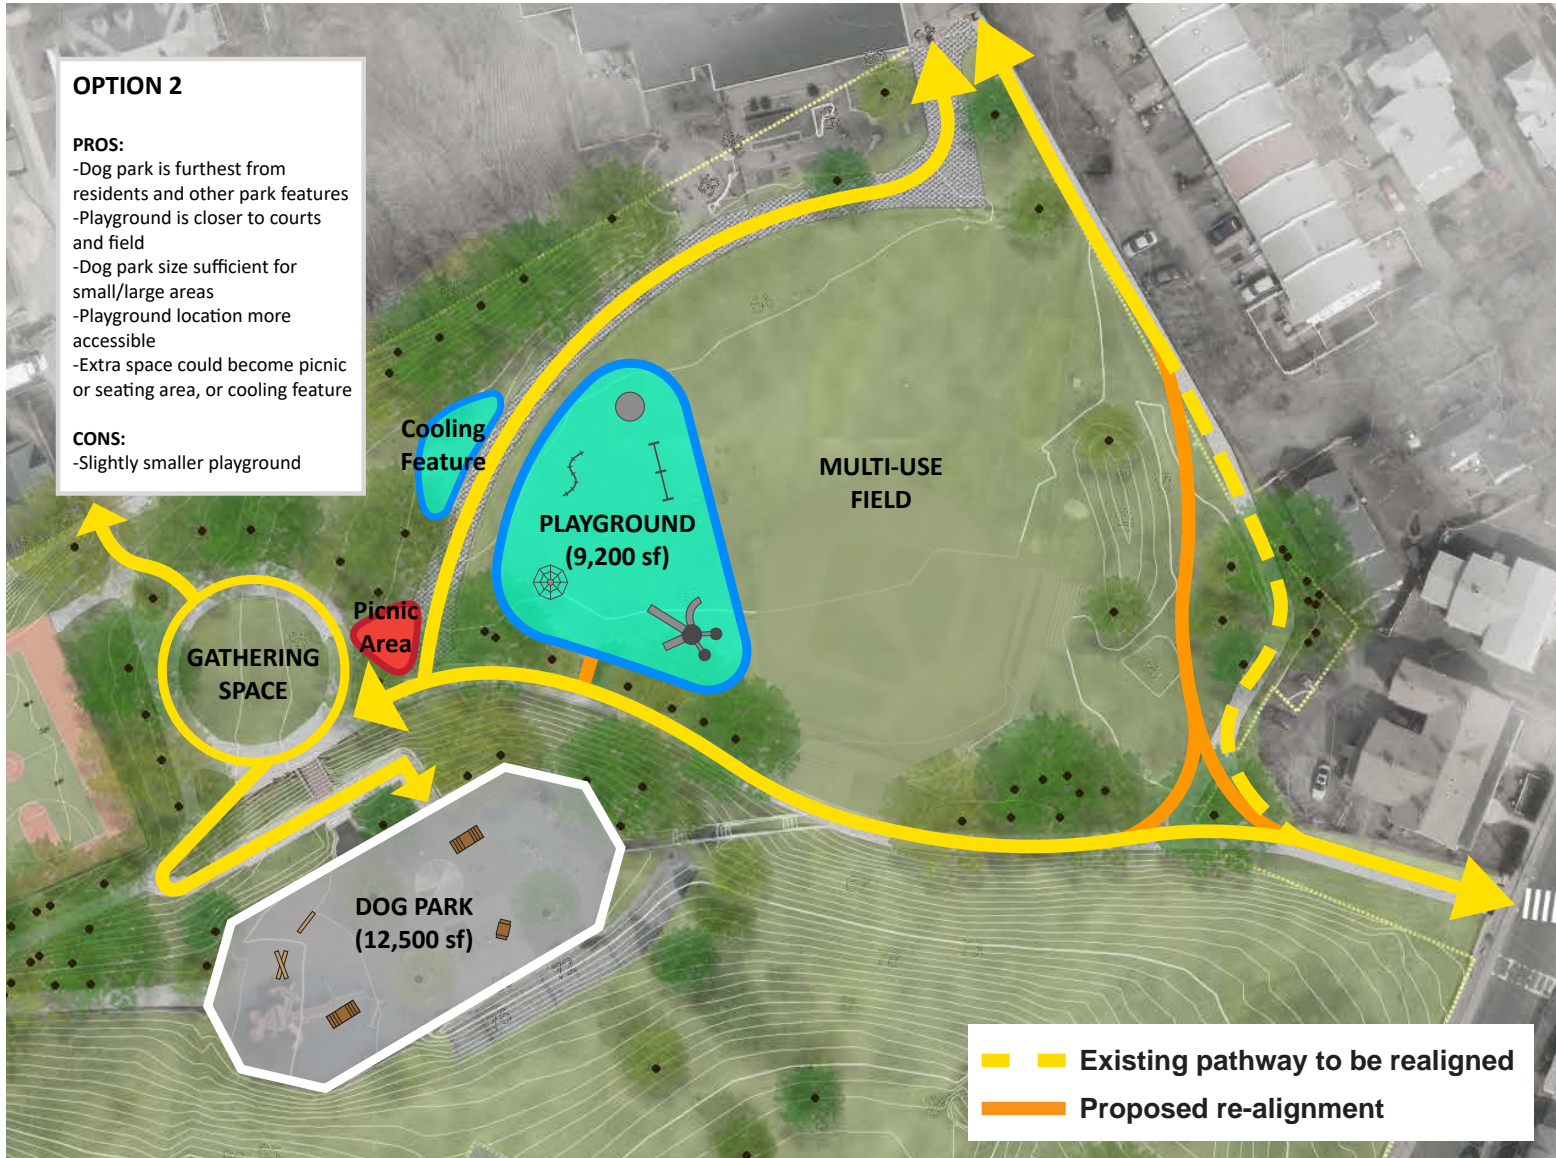 OPTION 2
PROS:
-Dog park is furthest from
residents and other park features
-Playground is closer to courts
and field
-Dog park size sufficient for
small/large areas
-Playground location more
accessible
-Extra space could become picnic
or seating area, or cooling feature
CONS:
-Slightly smaller playground
Cooling
Feature
MULTI-USE
FIELD
PLAYGROUND
(9,200 sf)
Picnic
Area
GATHERING
SPACE
DOG PARK
(12,500 sf)
Existing pathway to be realigned
Proposed re-alignment